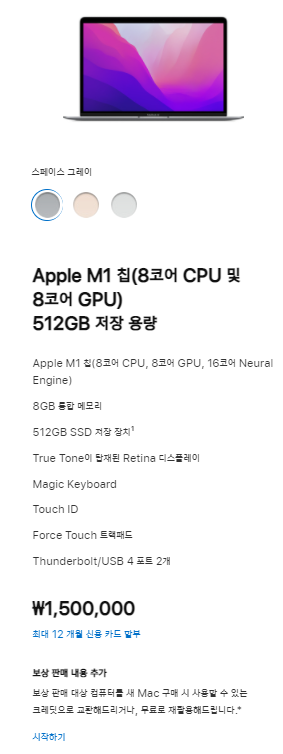 스페이스 그레이
Apple M1 칩(8코어 CPU 및
8코어 GPU)
512GB 저장 용량
Apple M1 칩(8코어 CPU, 8코어 GPU, 16코어 Neural
Engine)
8GB 통합 메모리
512GB SSD 저장 장치¹
True Tone이 탑재된 Retina 디스플레이
Magic Keyboard
Touch ID
Force Touch 트랙패드
Thunderbolt/USB 4 포트 2개
₩1,500,000
최대 12 개월 신용 카드 할부
보상 판매 내용 추가
보상 판매 대상 컴퓨터를 새 Mac 구매 시 사용할 수 있는
크레딧으로 교환해드리거나, 무료로 재활용해드립니다.*
시작하기